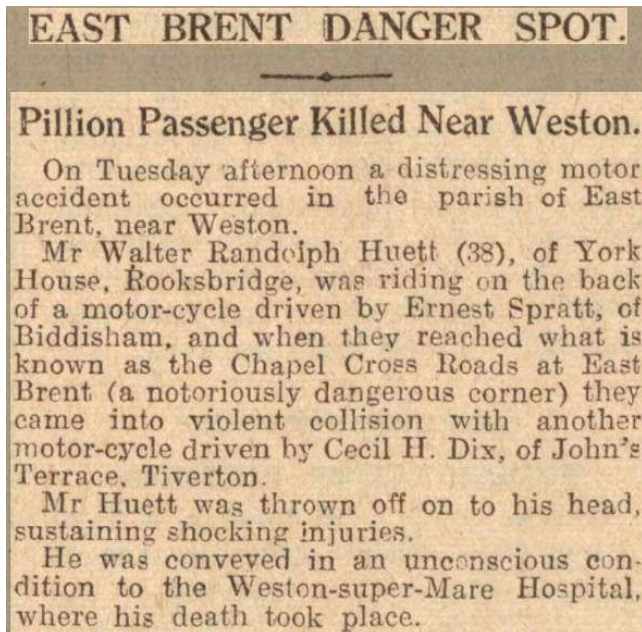 EAST BRENT DANGER SPOT.
Pillion Passenger Killed Near Weston.
On Tuesday afternoon a distressing motor
accident occurred in the parish of East
Brent, near Weston.
Mr Walter Randolph Huett (38), of York
House, Rooksbridge, was riding on the back
of a motor-cycle driven by Ernest Spratt, of
Biddisham, and when they reached what is
known as the Chapel Cross Roads at East
Brent (a notoriously dangerous corner) they
came into violent collision with another
motor-cycle driven by Cecil H. Dix, of John's
Terrace, Tiverton.
Mr Huett was thrown off on to his head,
sustaining shocking injuries.
He was conveyed in an unconscious con-
dition to the Weston-super-Mare Hospital,
where his death took place.